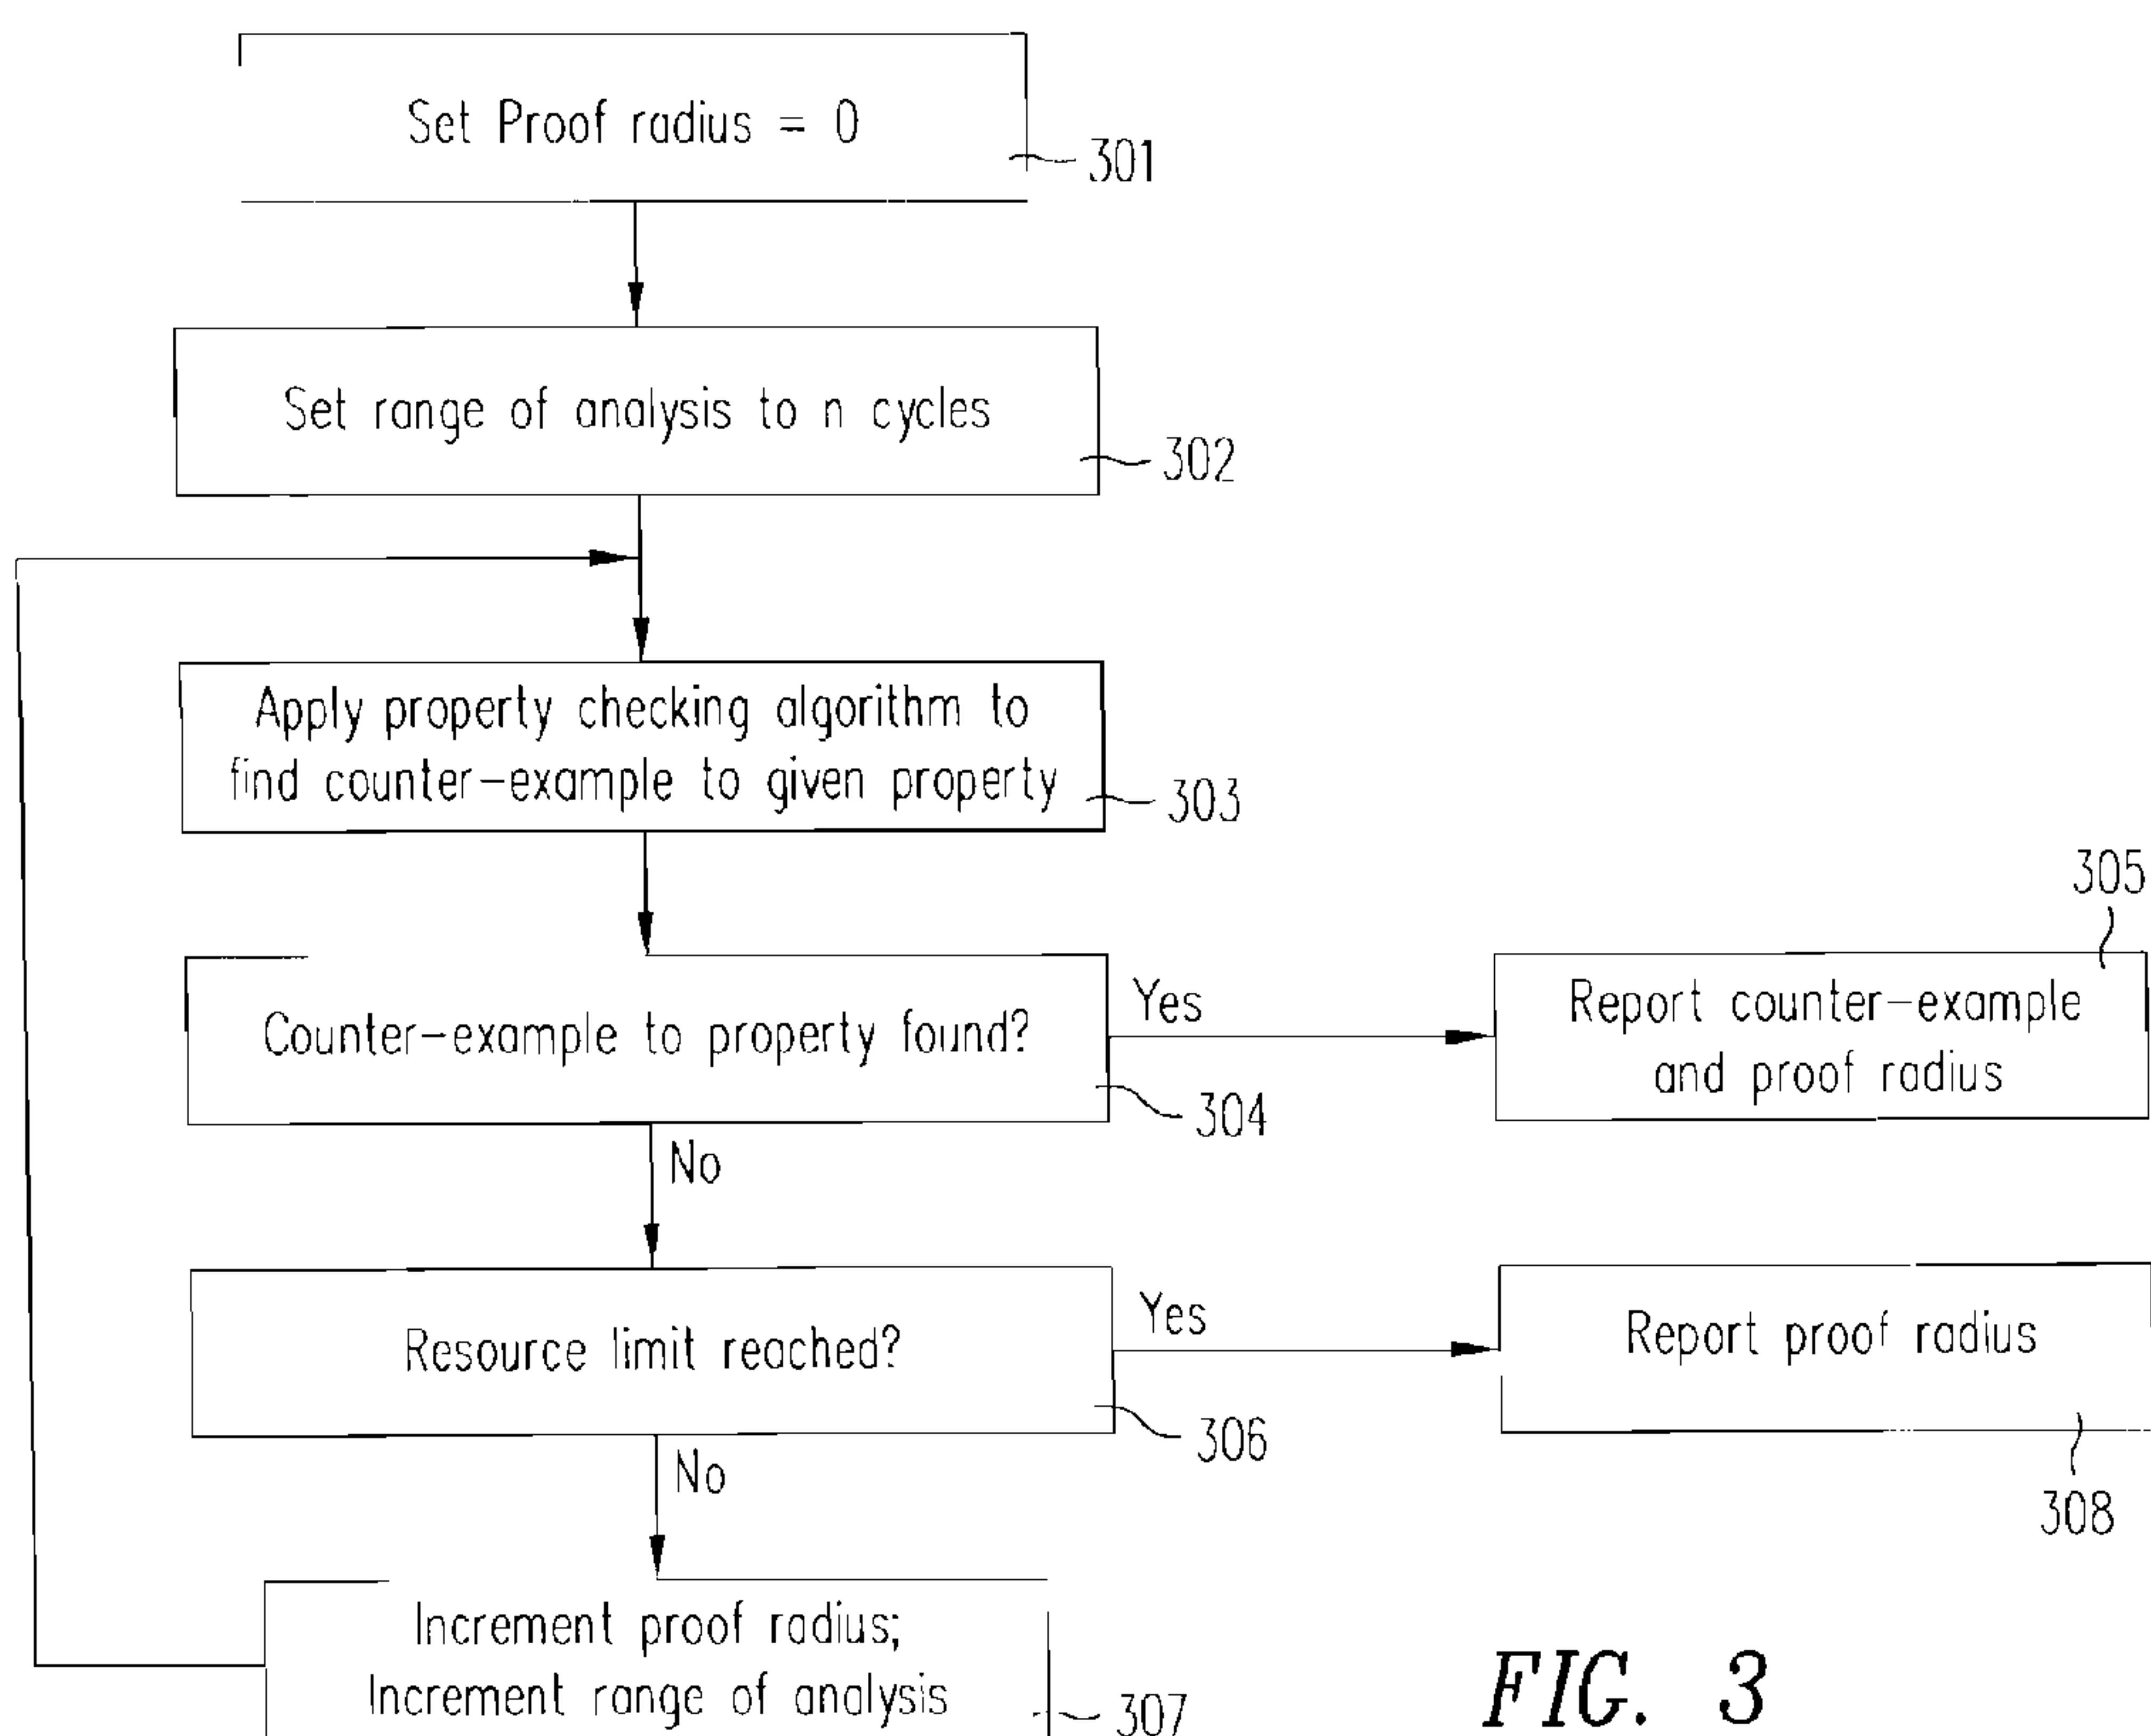 Set Proof radius = 0
301
Set range of analysis to n cycles
302
Apply property checking algorithm to
find counter-example to given property
303
Counter-example to property found?
304
Yes
305
Report counter-example
and proof radius
No
Resource limit reached?
306
Yes
Report proof radius
308
No
Increment proof radius;
Increment range of analysis
307
FIG. 3